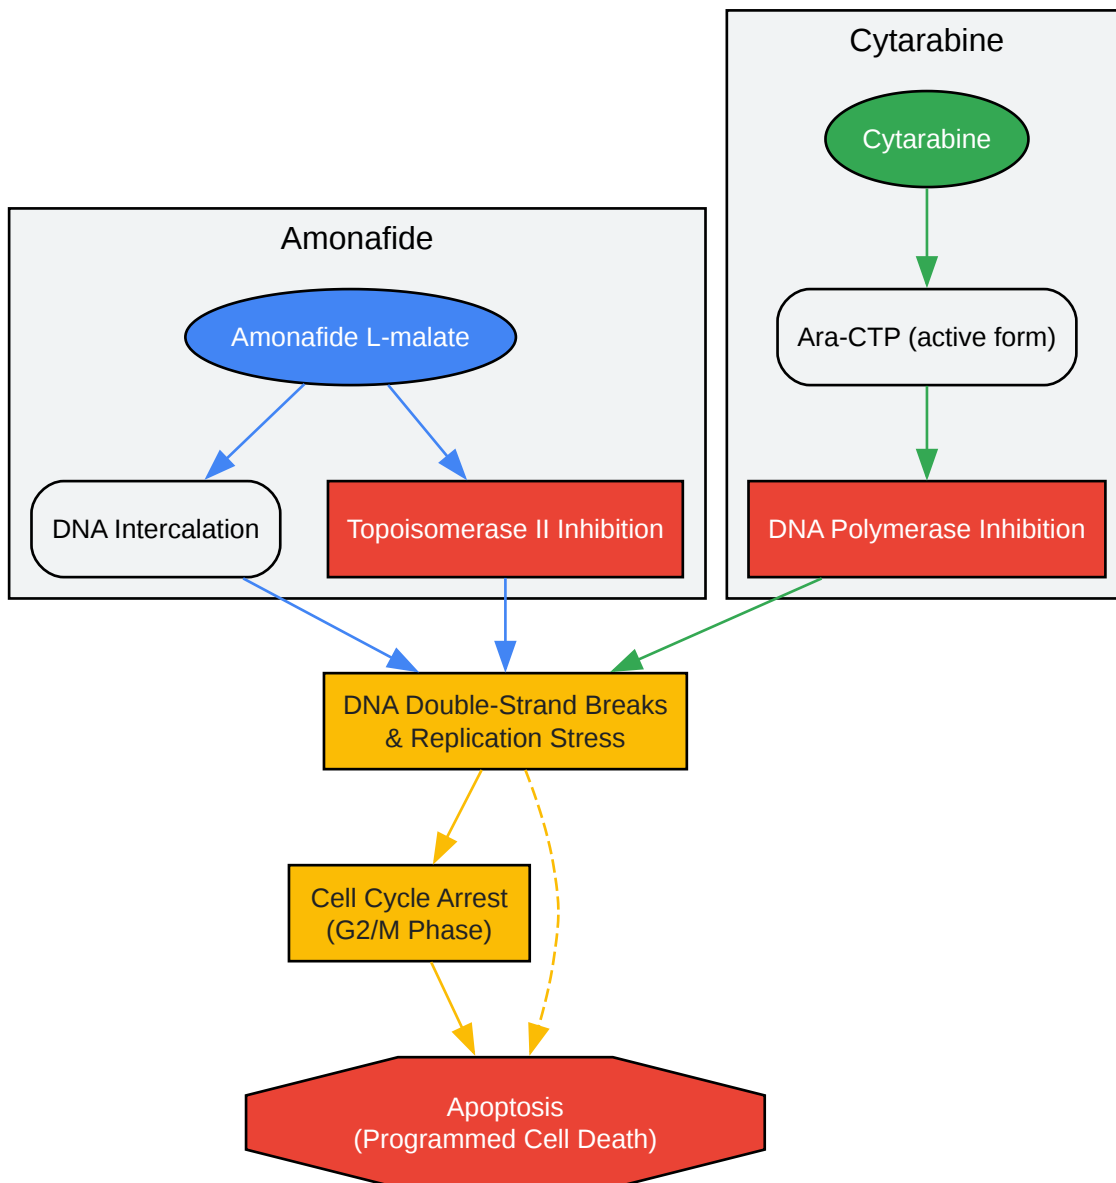 Cytarabine
Cytarabine
Amonafide
Amonafide L-malate
Ara-CTP (active form)
DNA Intercalation
Topoisomerase II Inhibition
DNA Polymerase Inhibition
DNA Double-Strand Breaks
& Replication Stress
Cell Cycle Arrest
(G2/M Phase)
Apoptosis
(Programmed Cell Death)